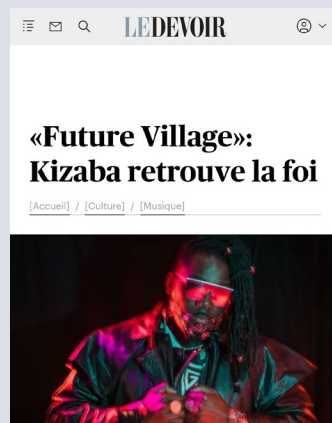 LE DEVOIR
«Future Village»:
Kizaba retrouve la foi
[Accueil] / [Culture] / [Musique]